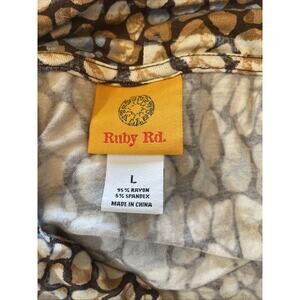 Ruby Rd.
L
95% RAYON
5% SPANDEX
MADE IN CHINA